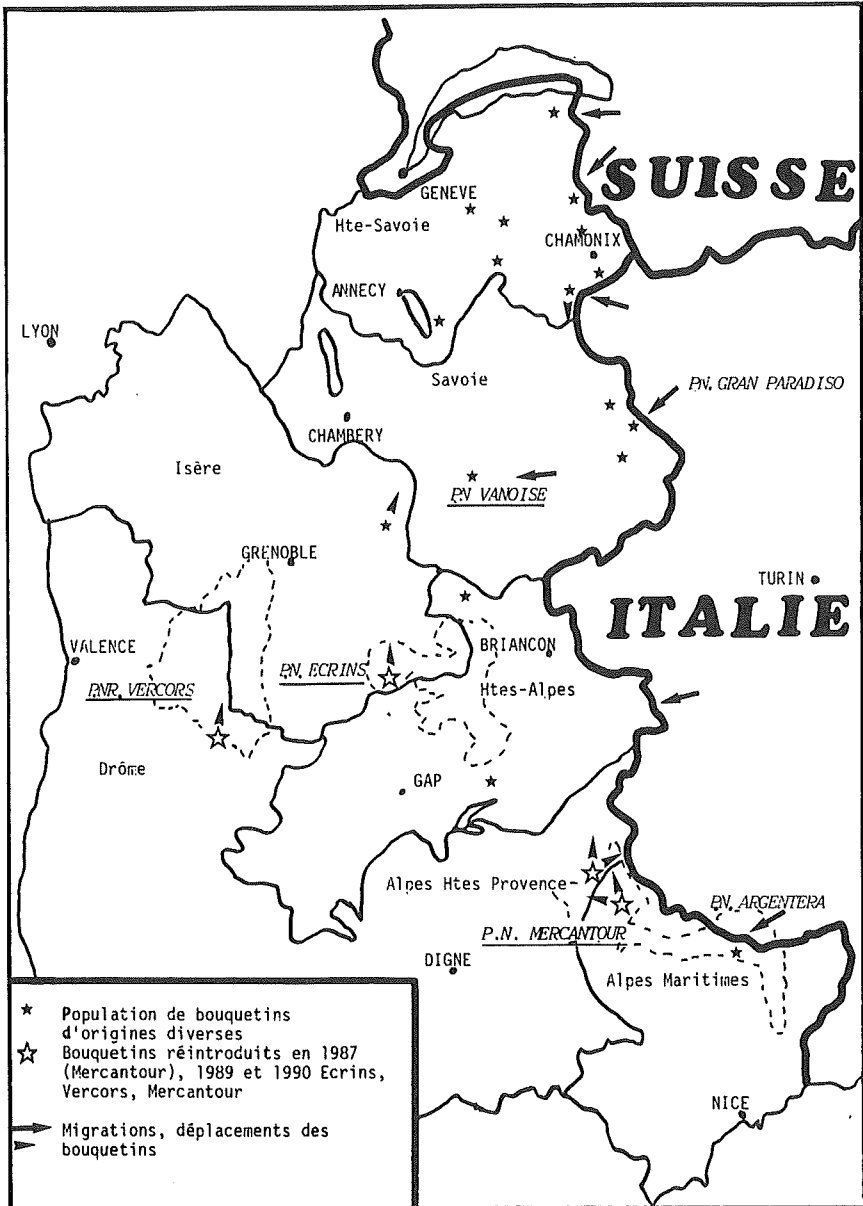 SUISSE
GENEVE
Hte-Savoie
CHAMONIX
ANNECY
LYON
Savoie
P.N. GRAN PARADISO
CHAMBERY
Isère
P.N VANOISE
GRENOBLE
TURIN
ITALIE
VALENCE
BRIANCON
P.N. ECRINS
P.N.R. VERCORS
Htes-Alpes
Drôme
GAP
Alpes Htes Provence
P.N. ARGENTERA
P.N. MERCANTOUR
DIGNE
Alpes Maritimes
NICE
Population de bouquetins
d'origines diverses
Bouquetins réintroduits en 1987
(Mercantour), 1989 et 1990 Ecrins,
Vercors, Mercantour
Migrations, déplacements des
bouquetins